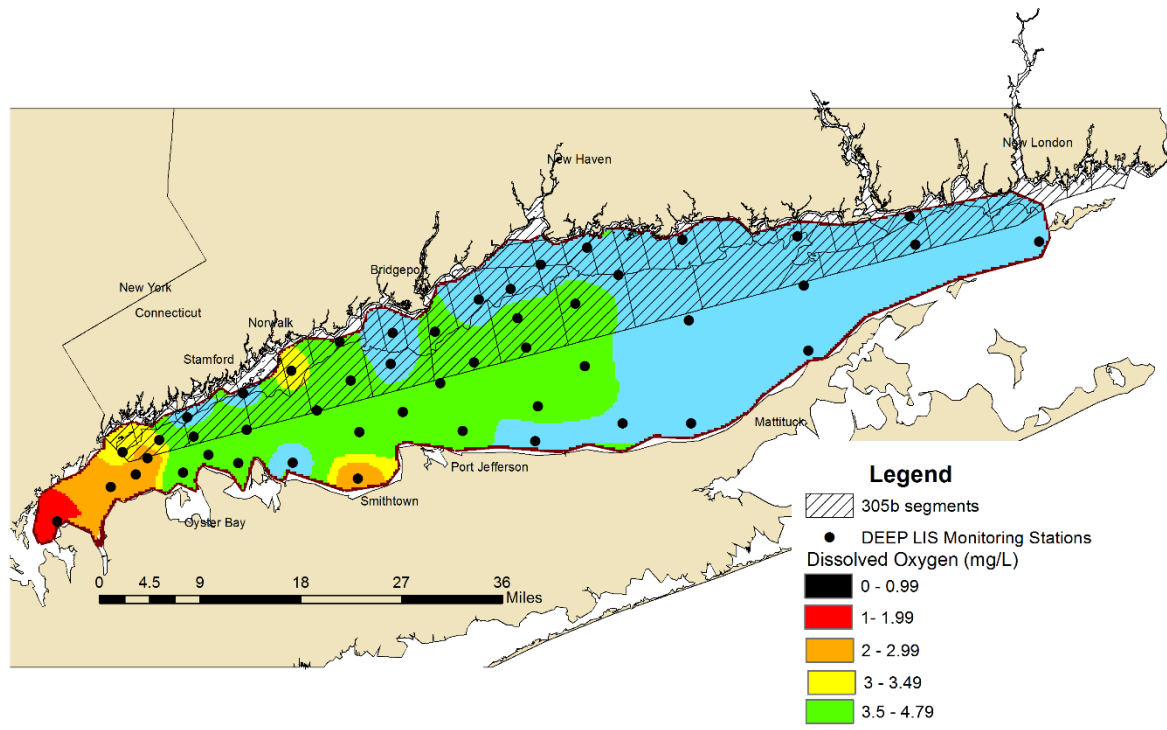 New London
New Haven
Bridgeport
New York
Connecticut
Norwalk
Stamford
Mattituck
Port Jefferson
Smithtown
Oyster Bay
0 4.5 9 18 27 36
Miles
Legend
305b segments
DEEP LIS Monitoring Stations
Dissolved Oxygen (mg/L)
0 - 0.99
1- 1.99
2 - 2.99
3 - 3.49
3.5 - 4.79